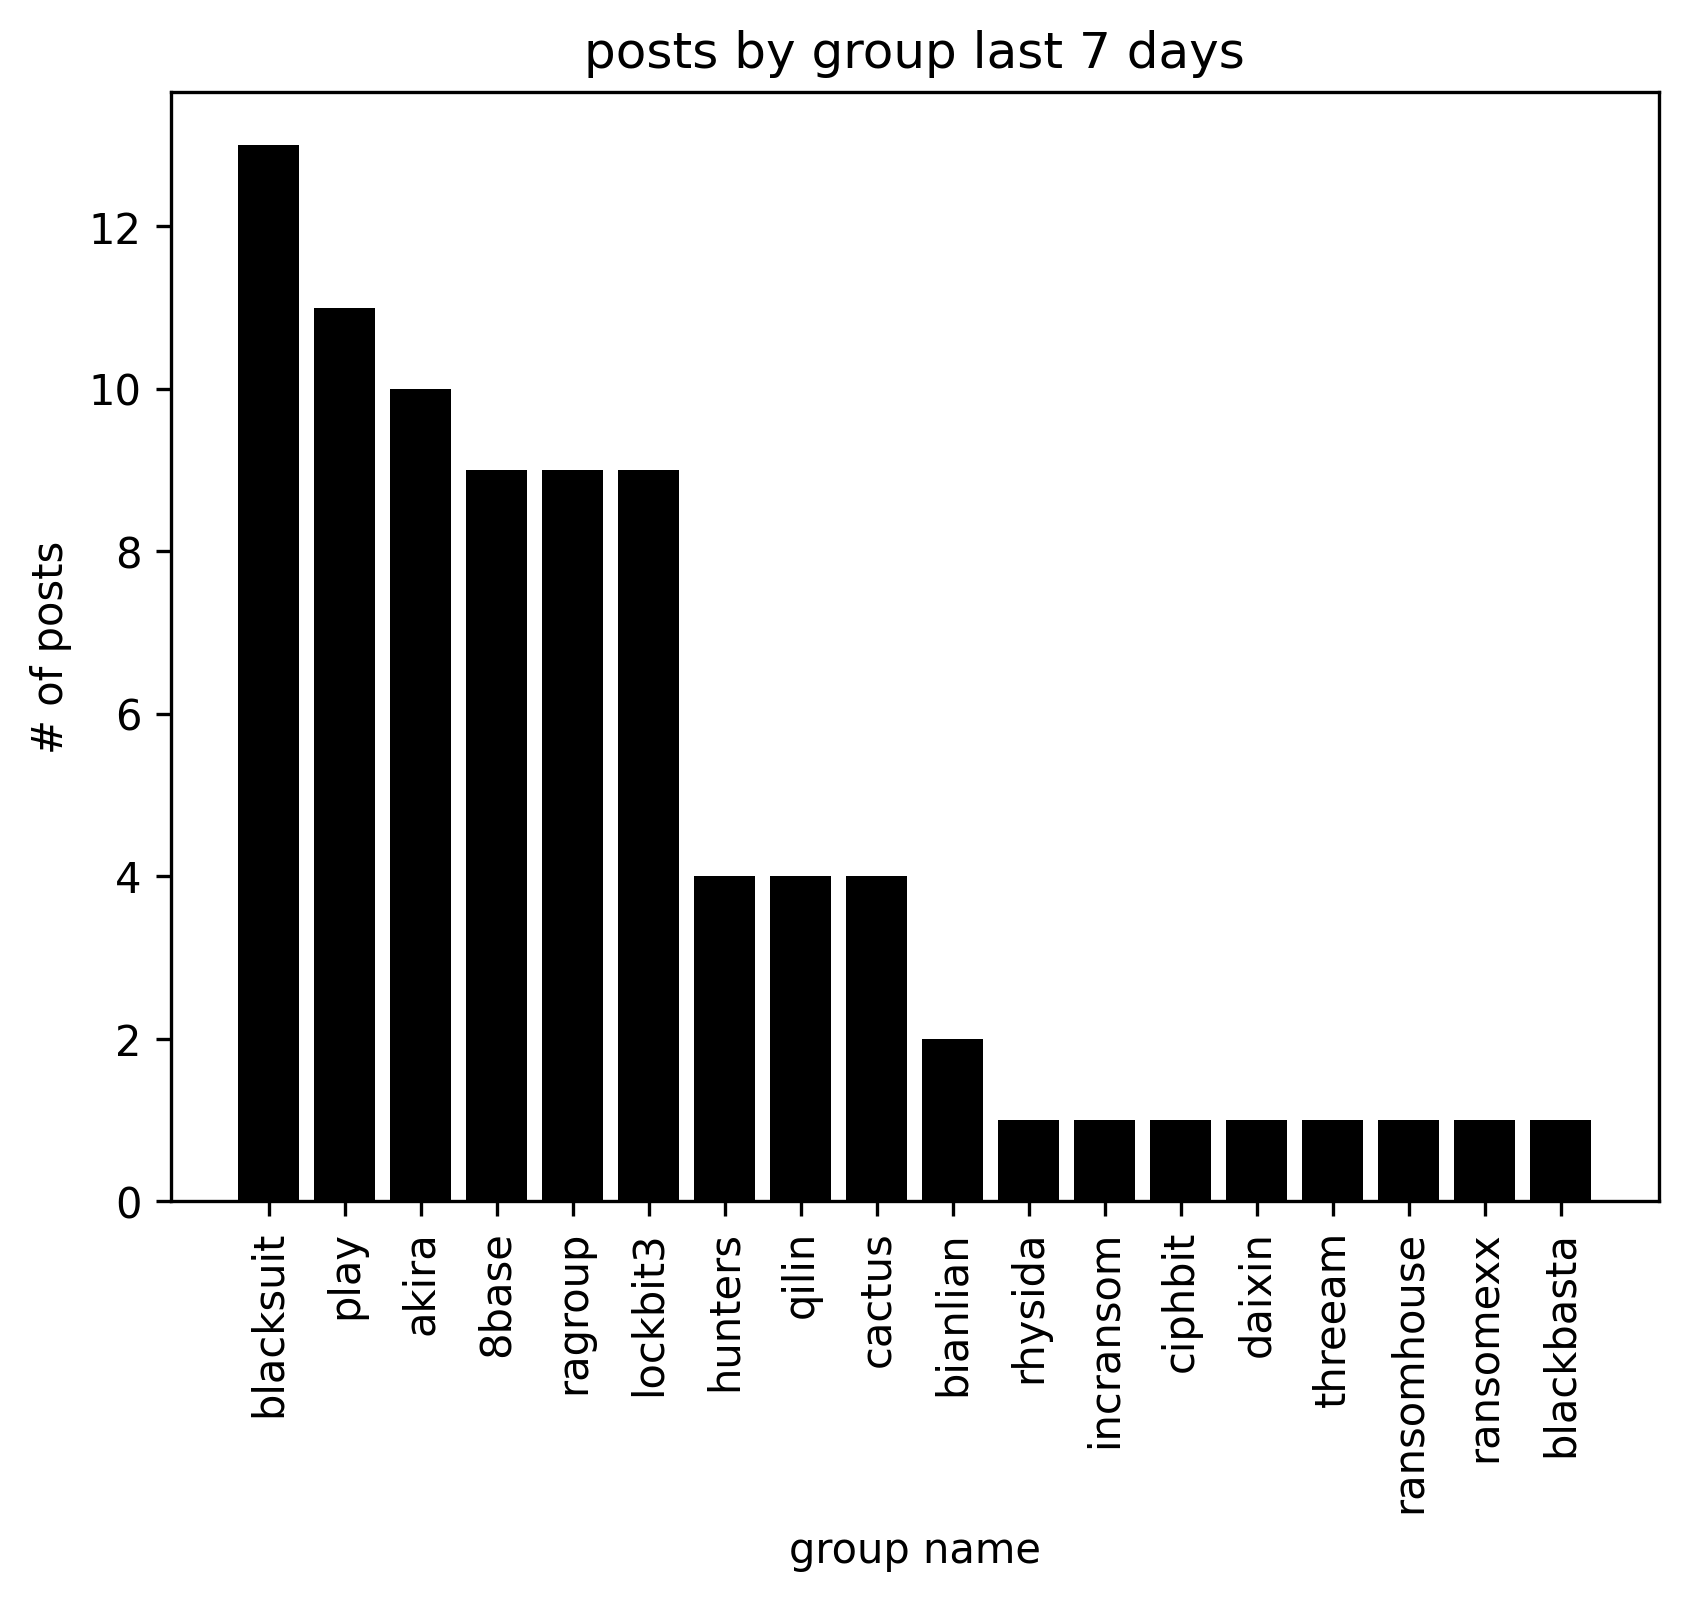 posts by group last 7 days
# of posts
12
10
8
6
4
2
0
blacksuit
play
akira
8base
ragroup
lockbit3
hunters
qilin
cactus
bianlian
rhysida
incransom
ciphbit
daixin
threeam
ransomhouse
ransomexx
blackbasta
group name